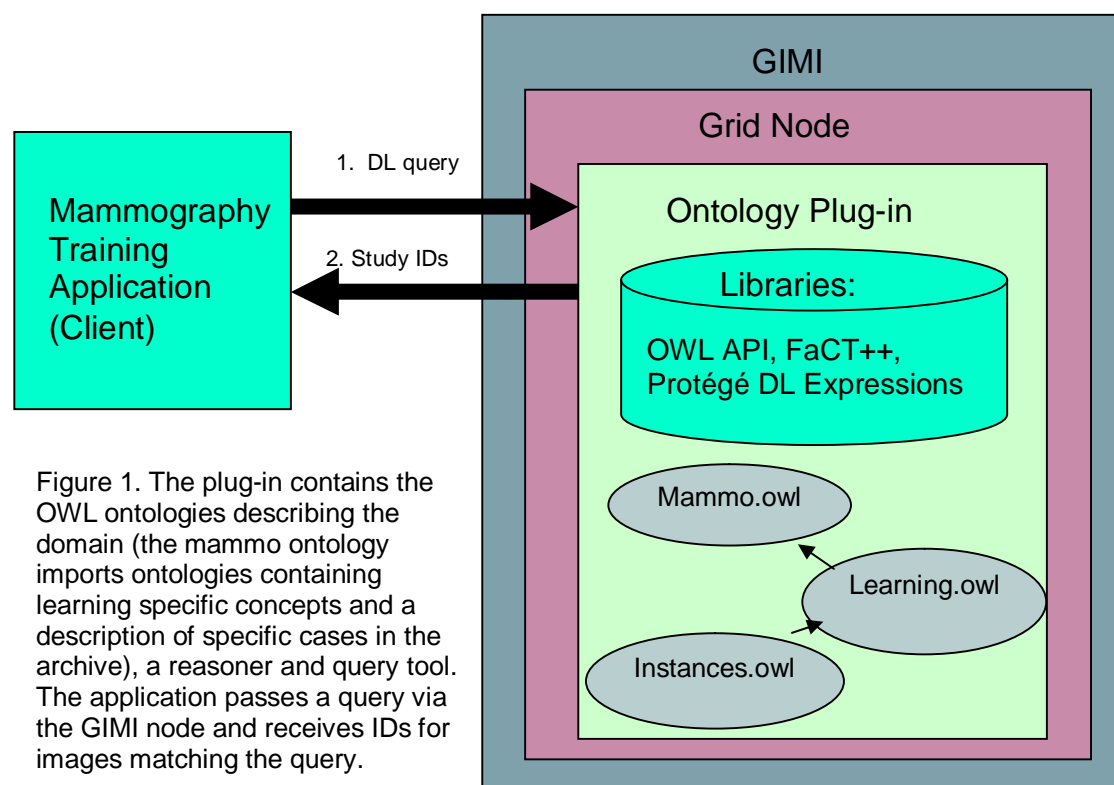 GIMI
Grid Node
Mammography
Training
Application
(Client)
1. DL query
2. Study IDs
Ontology Plug-in
Libraries:
OWL API, FaCT++,
Protégé DL Expressions
Mammo.owl
Learning.owl
Instances.owl
Figure 1. The plug-in contains the
OWL ontologies describing the
domain (the mammo ontology
imports ontologies containing
learning specific concepts and a
description of specific cases in the
archive), a reasoner and query tool.
The application passes a query via
the GIMI node and receives IDs for
images matching the query.